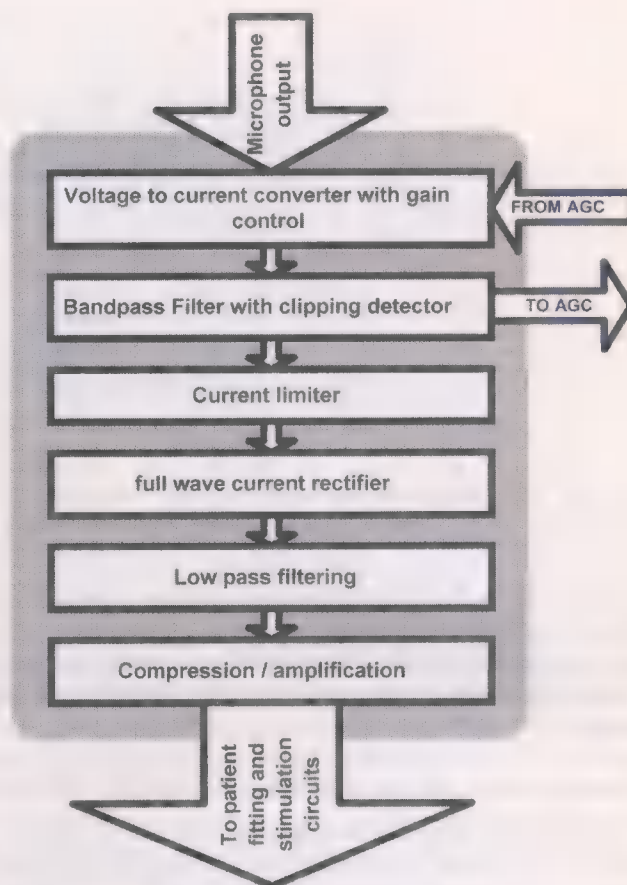 Microphone
output
Voltage to current converter with gain
control
FROM AGC
Bandpass Filter with clipping detector
TO AGC
Current limiter
full wave current rectifier
Low pass filtering
Compression / amplification
To patient
fitting and
stimulation
circuits